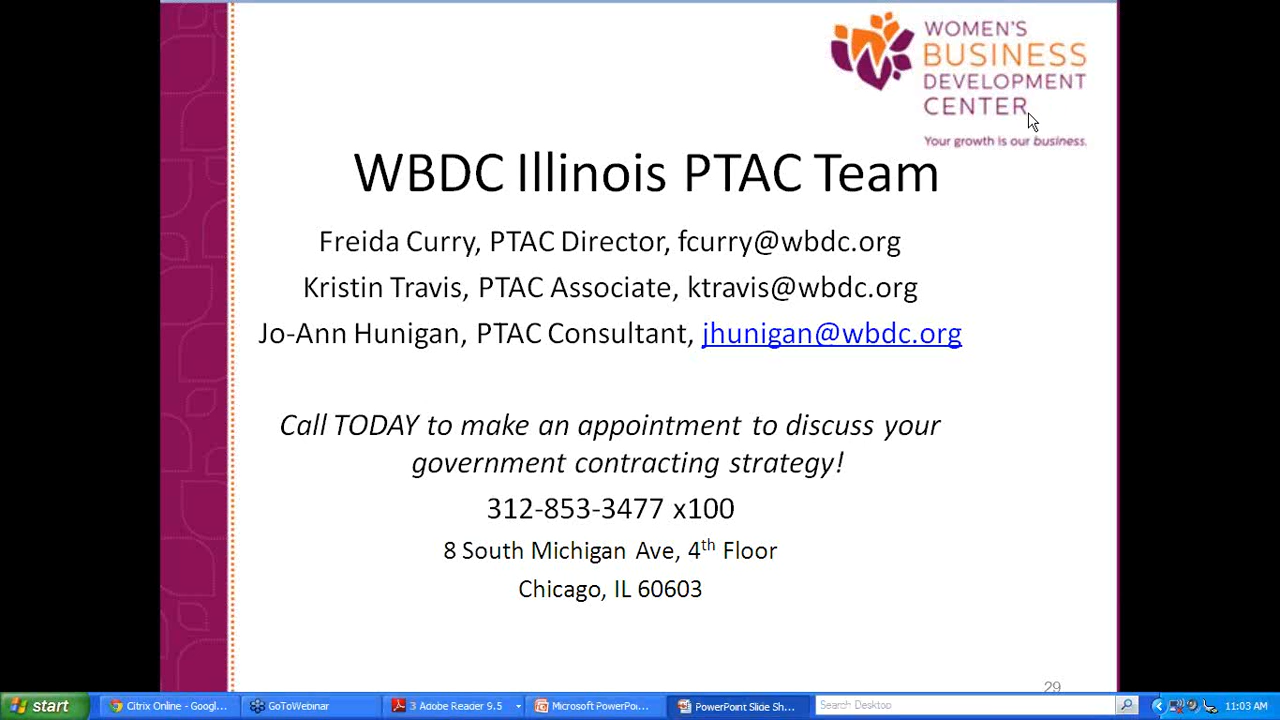 WOMEN'S
BUSINESS
DEVELOPMENT
CENTER
Your growth is our business.
WBDC Illinois PTAC Team
Freida Curry, PTAC Director, fcurry@wbdc.org
Kristin Travis, PTAC Associate, ktravis@wbdc.org
Jo-Ann Hunigan, PTAC Consultant, jhunigan@wbdc.org
Call TODAY to make an appointment to discuss your
government contracting strategy!
312-853-3477 x100
8 South Michigan Ave, 4th Floor
Chicago, IL 60603
29
start
Citrix Online - Googl...
GoToWebinar
3 Adobe Reader 9.5
Microsoft PowerPo...
PowerPoint Slide Sh...
Search Desktop
11:03 AM